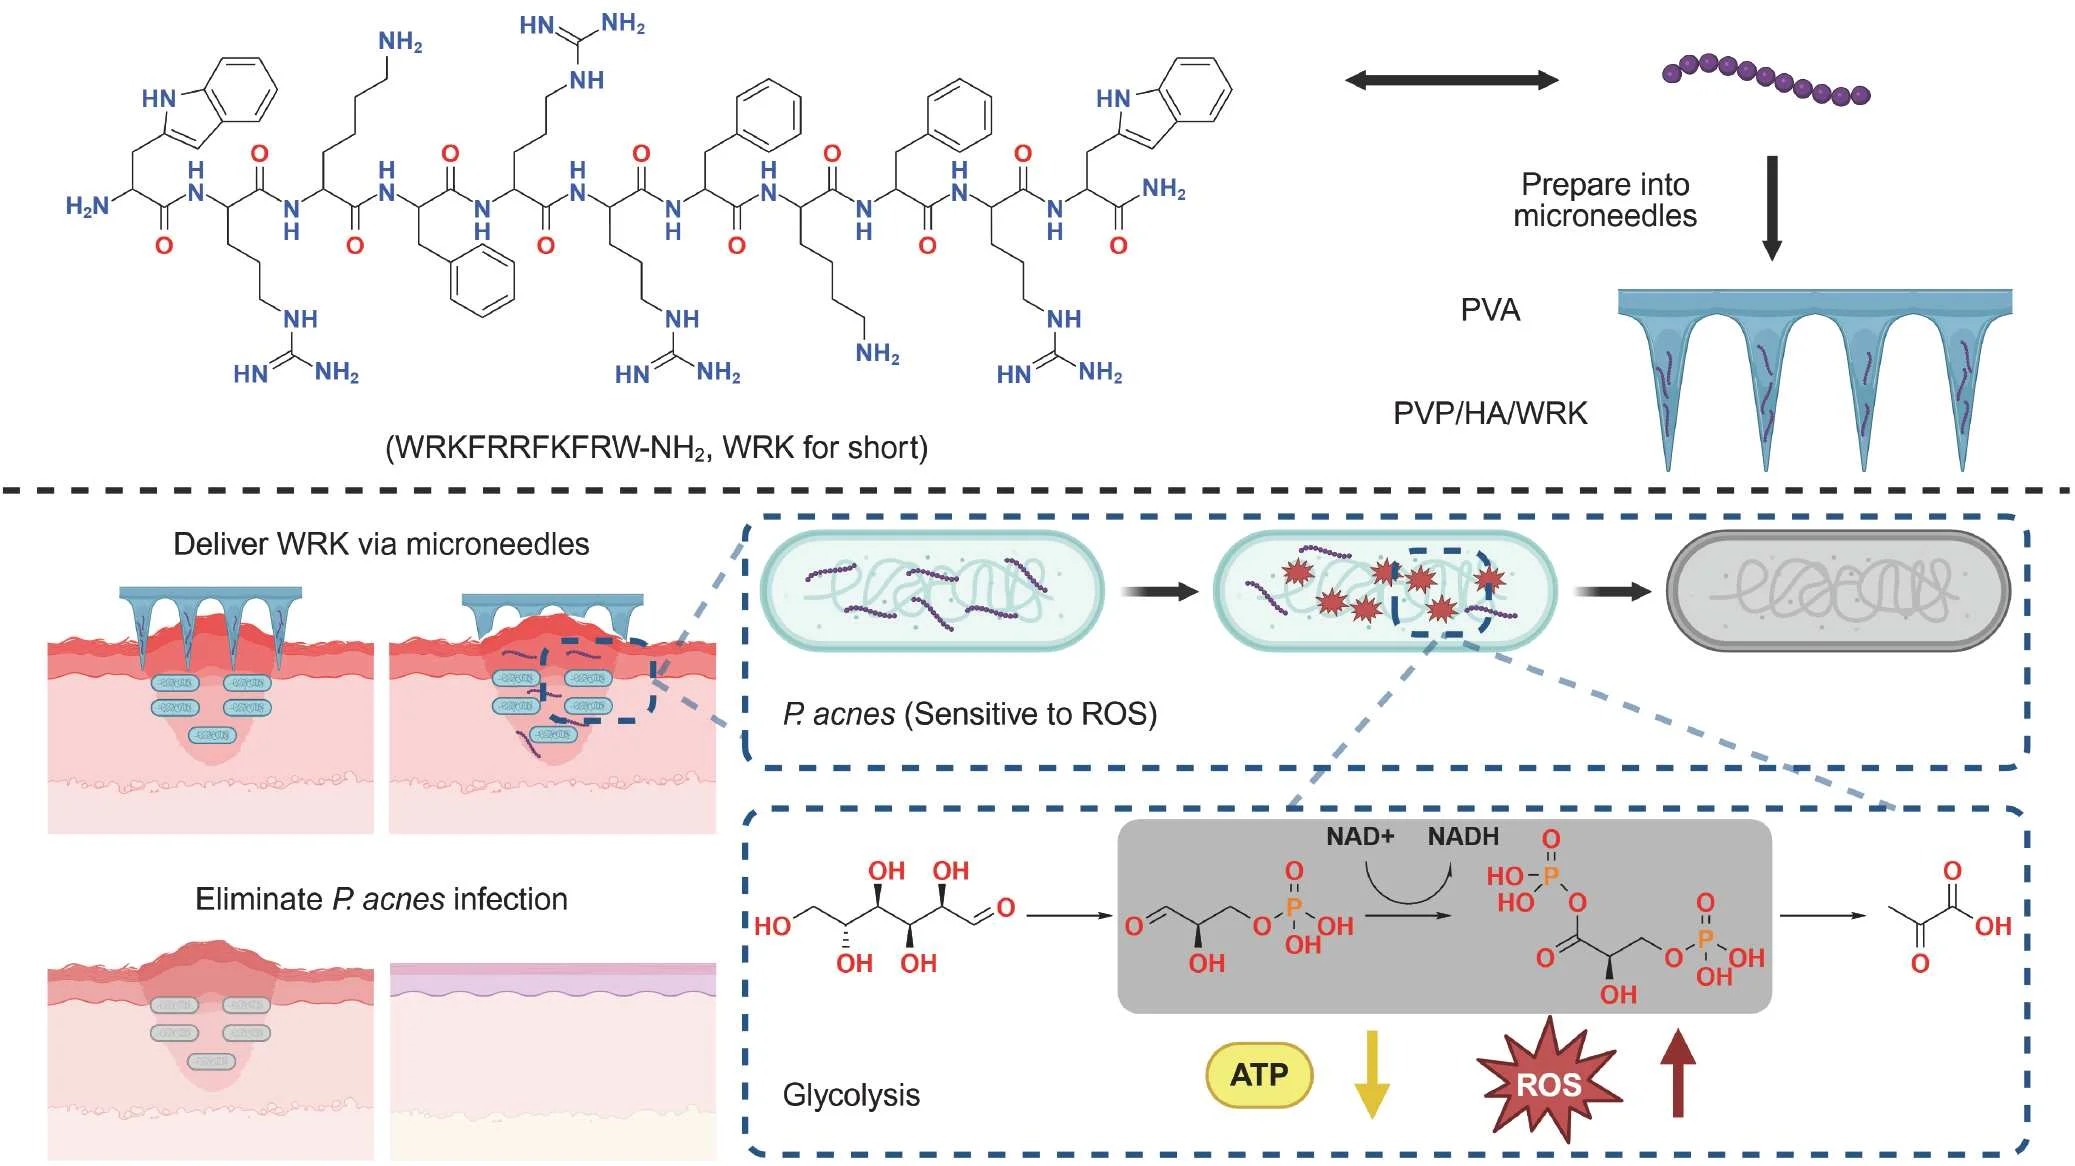 HN
NH2
HN
NH2
NH
HN
O
O
O
O
O
H
N
H
N
H
N
H
N
H
N
NH2
H2N
N
H
N
H
N
H
N
H
N
H
O
O
O
O
O
O
NH
NH
NH
HN
NH2
HN
NH2
NH2
HN
NH2
(WRKFRRFKFRW-NH2, WRK for short)
Prepare into
microneedles
PVA
PVP/HA/WRK
Deliver WRK via microneedles
P. acnes (Sensitive to ROS)
Eliminate P. acnes infection
HO
OH
OH
OH
OH
O
NAD+
NADH
O
OH
O
P
O
OH
OH
O
HO
P
HO
O
O
OH
O
P
O
OH
OH
O
OH
O
ATP
ROS
Glycolysis